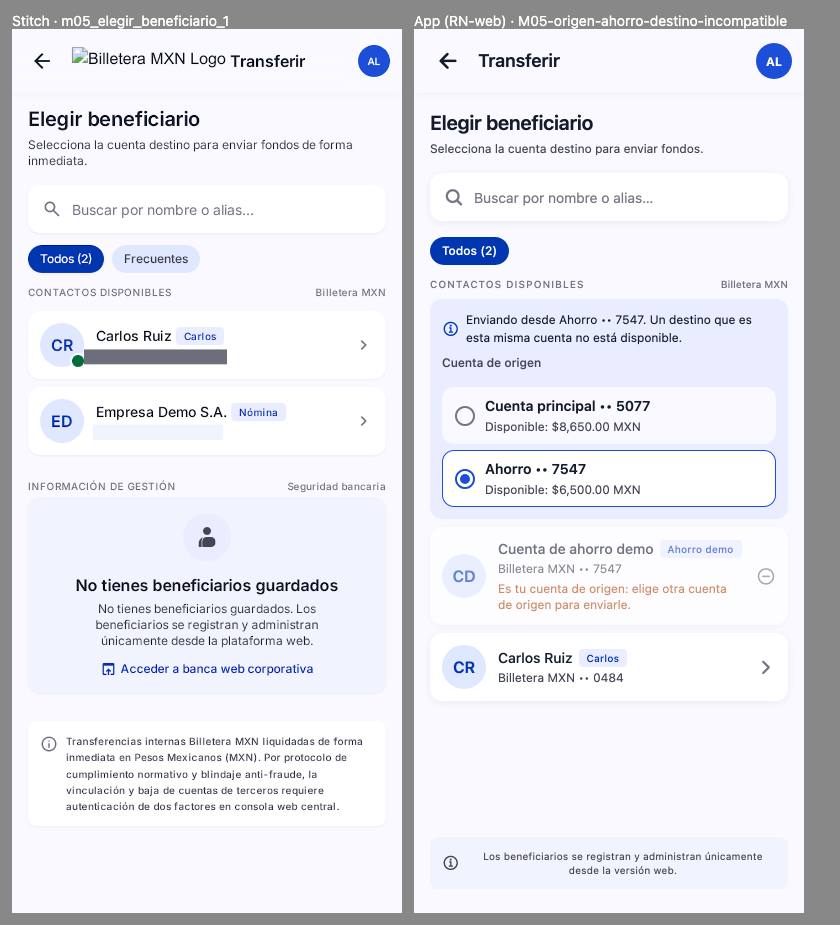 Stitch · m05_elegir_beneficiario_1
Billetera MXN Logo Transferir
AL
Elegir beneficiario
Selecciona la cuenta destino para enviar fondos de forma
inmediata.
Buscar por nombre o alias...
Todos (2)
Frecuentes
CONTACTOS DISPONIBLES
Billetera MXN
CR
Carlos Ruiz
Carlos
ED
Empresa Demo S.A.
Nómina
INFORMACIÓN DE GESTIÓN
Seguridad bancaria
No tienes beneficiarios guardados
No tienes beneficiarios guardados. Los
beneficiarios se registran y administran
únicamente desde la plataforma web.
Acceder a banca web corporativa
Transferencias internas Billetera MXN liquidadas de forma
inmediata en Pesos Mexicanos (MXN). Por protocolo de
cumplimiento normativo y blindaje anti-fraude, la
vinculación y baja de cuentas de terceros requiere
autenticación de dos factores en consola web central.
App (RN-web) · M05-origen-ahorro-destino-incompatible
Transferir
AL
Elegir beneficiario
Selecciona la cuenta destino para enviar fondos.
Buscar por nombre o alias...
Todos (2)
CONTACTOS DISPONIBLES
Billetera MXN
Enviando desde Ahorro •• 7547. Un destino que es
esta misma cuenta no está disponible.
Cuenta de origen
Cuenta principal •• 5077
Disponible: $8,650.00 MXN
Ahorro •• 7547
Disponible: $6,500.00 MXN
CD
Cuenta de ahorro demo
Ahorro demo
Billetera MXN •• 7547
Es tu cuenta de origen: elige otra cuenta
de origen para enviarle.
CR
Carlos Ruiz
Carlos
Billetera MXN •• 0484
Los beneficiarios se registran y administran únicamente
desde la versión web.